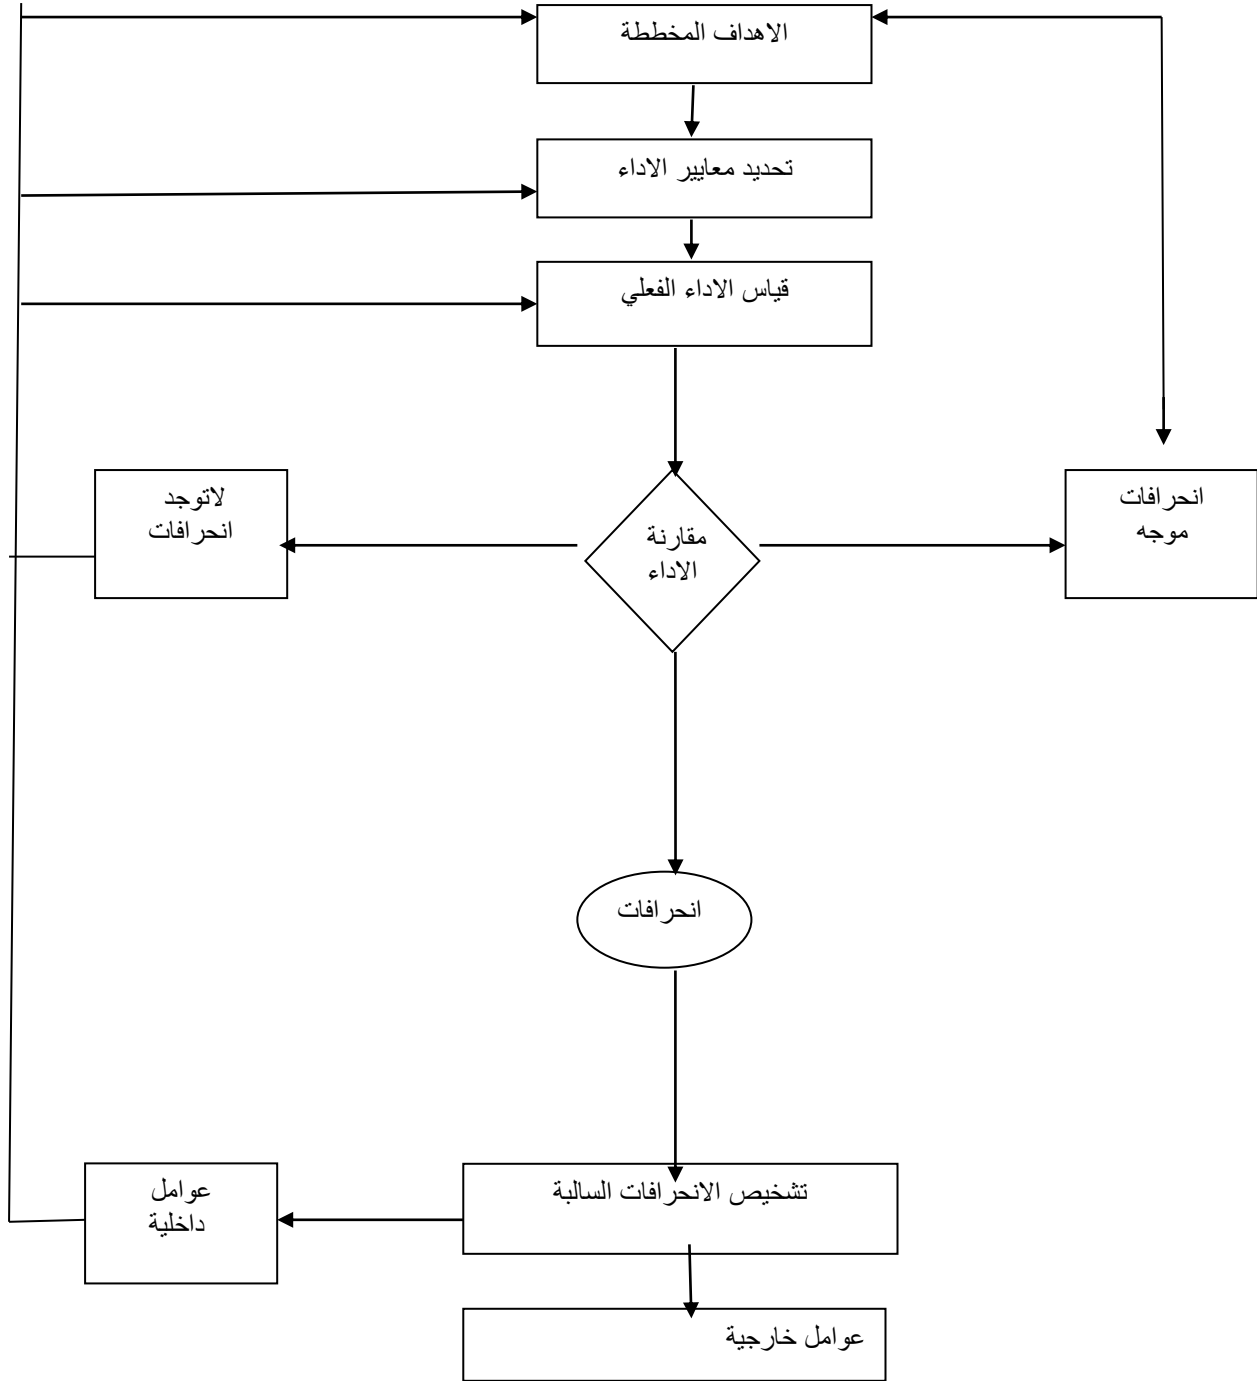 الاهداف المخططة
تحديد معايير الاداء
قياس الاداء الفعلي
انحرافات
موجه
مقارنة
الاداء
لاتوجد
انحرافات
انحرافات
تشخيص الانحرافات السالبة
عوامل
داخلية
عوامل خارجية